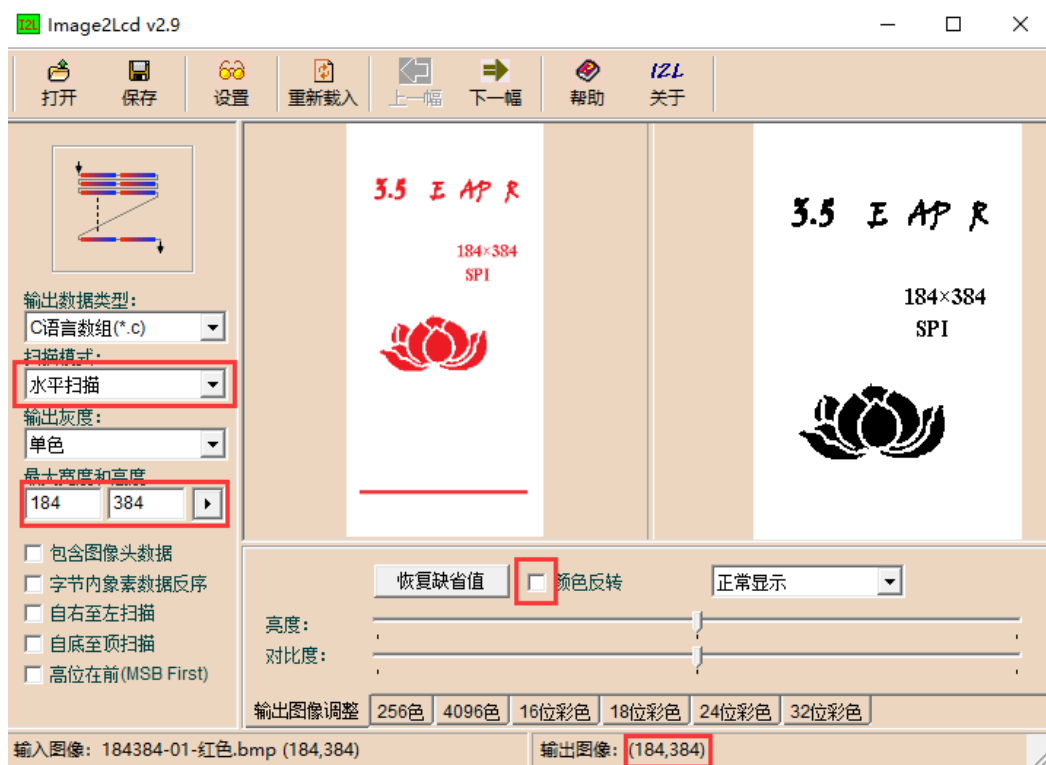 I2L Image2Lcd v2.9
打开 保存 设置 重新载入 上一幅 下一幅 帮助 I2L 关于
输出数据类型:
C语言数组(*.c)
扫描模式:
水平扫描
输出灰度:
单色
最大宽度和高度
184 384
包含图像头数据
字节内象素数据反序
自右至左扫描
自底至顶扫描
高位在前(MSB First)
3.5 E AP R
184×384
SPI
3.5 E AP R
184×384
SPI
恢复缺省值 颜色反转 正常显示
亮度:
对比度:
输出图像调整 256色 4096色 16位彩色 18位彩色 24位彩色 32位彩色
输入图像: 184384-01-红色.bmp (184,384) 输出图像: (184,384)